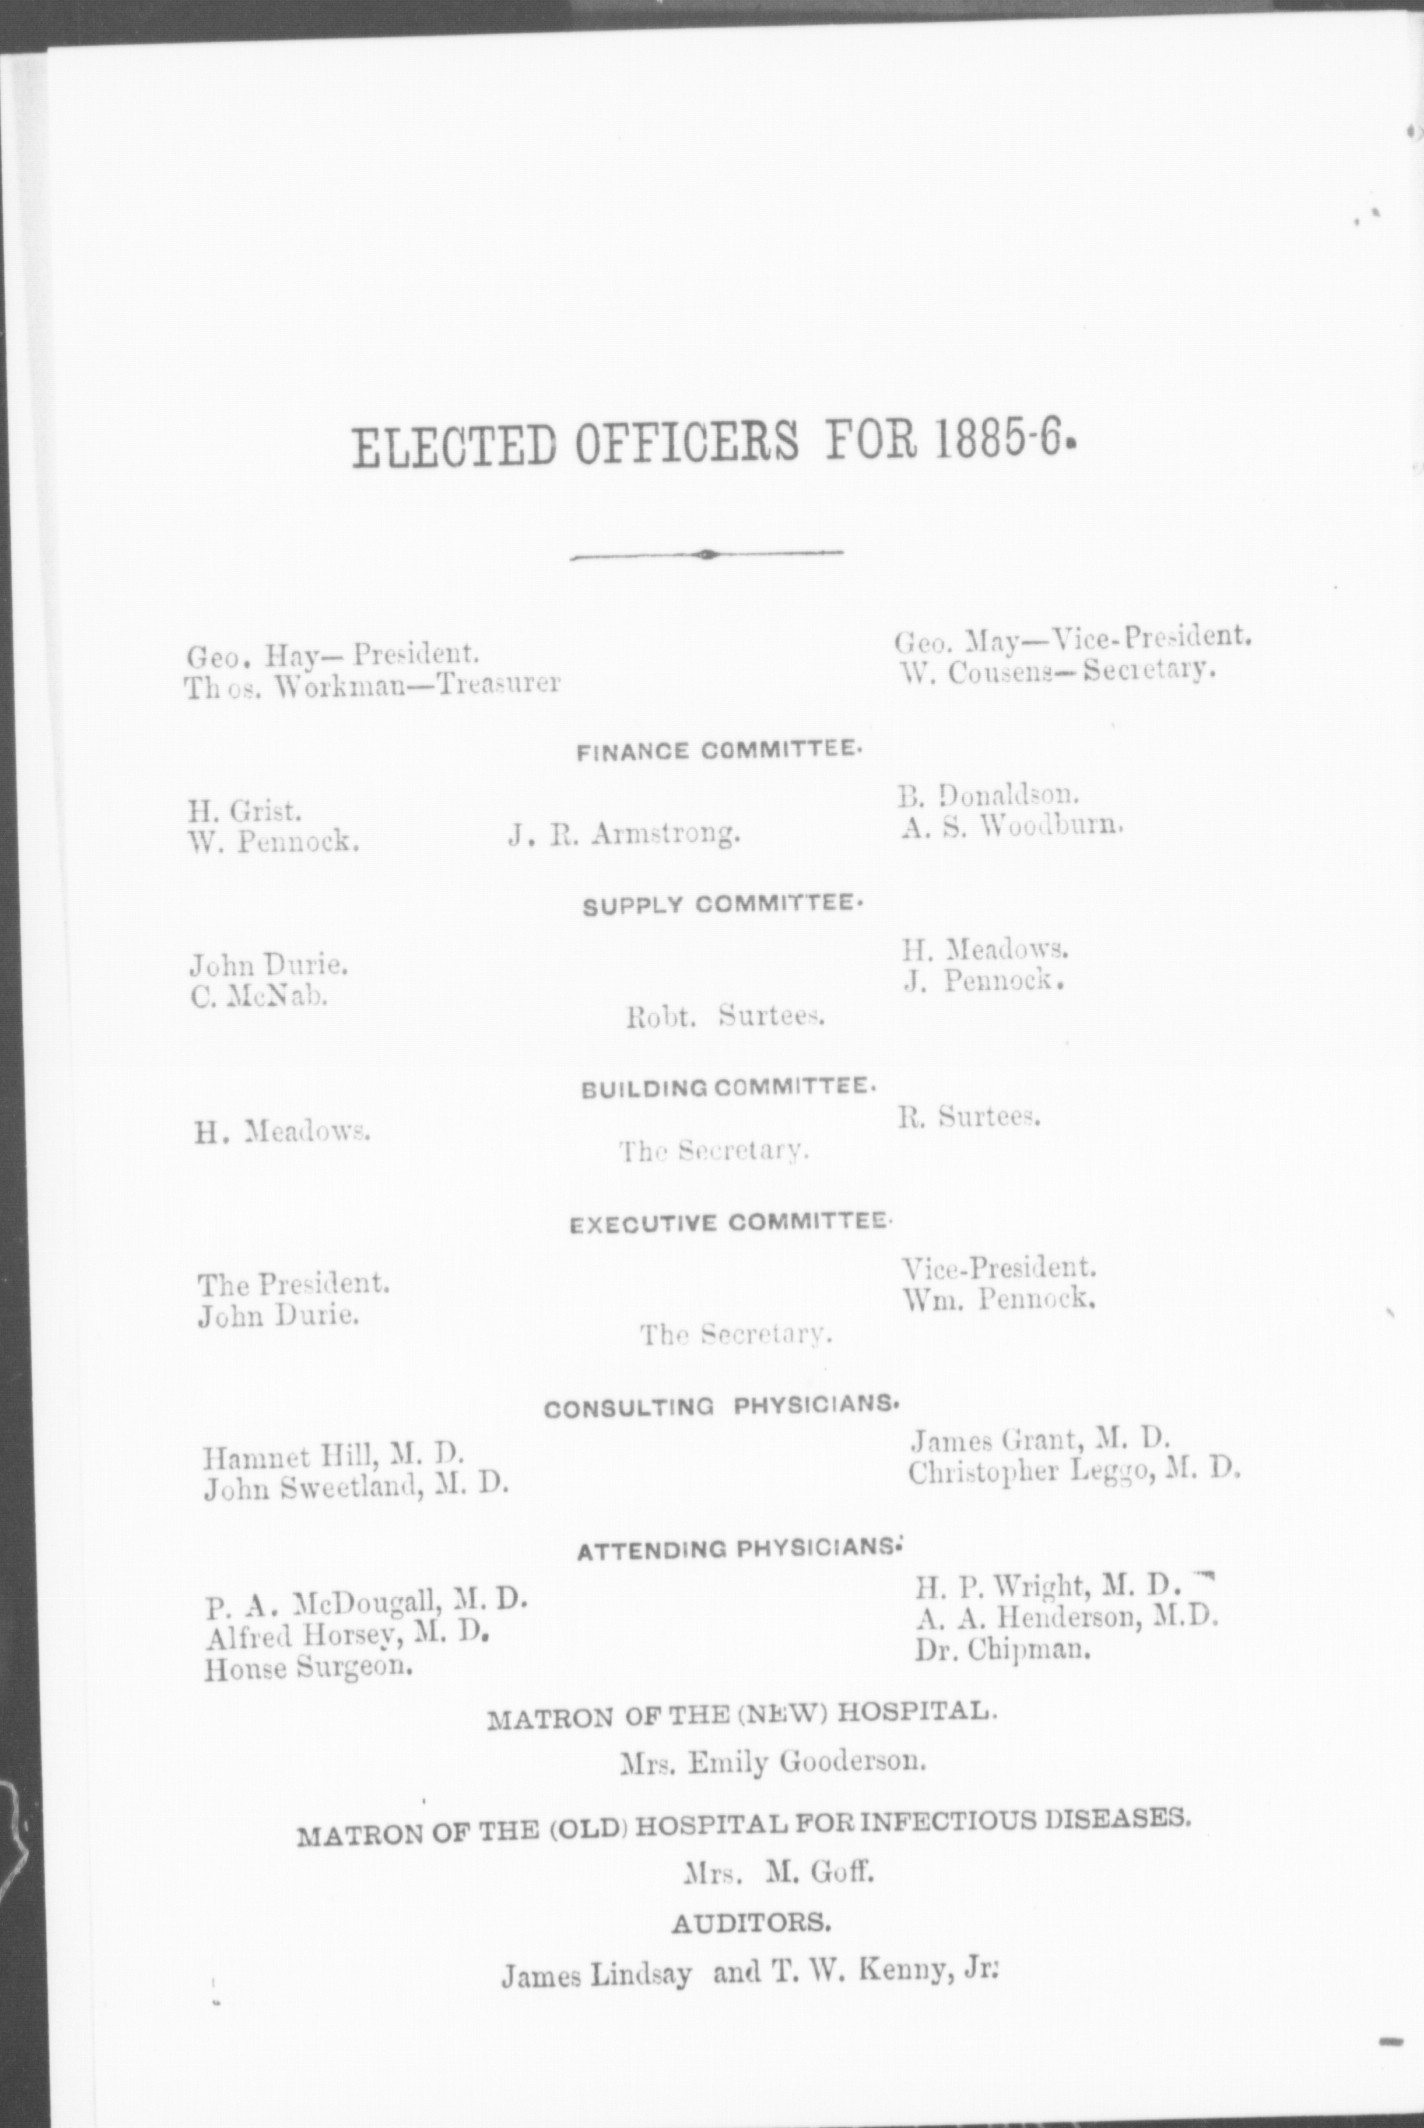 ELECTED OFFICERS FOR 1885-6.
Geo. Hay—President. Geo. May—Vice-President.
Thos. Workman—Treasurer W. Cousens—Secretary.
FINANCE COMMITTEE.
H. Grist. B. Donaldson.
W. Pennock. J. R. Armstrong. A. S. Woodburn.
SUPPLY COMMITTEE.
John Durie. H. Meadows.
C. McNab. J. Pennock.
Robt. Surtees.
BUILDING COMMITTEE.
H. Meadows. R. Surtees.
The Secretary.
EXECUTIVE COMMITTEE.
The President. Vice-President.
John Durie. Wm. Pennock.
The Secretary.
CONSULTING PHYSICIANS.
Hamnet Hill, M. D. James Grant, M. D.
John Sweetland, M. D. Christopher Leggo, M. D.
ATTENDING PHYSICIANS.
P. A. McDougall, M. D. H. P. Wright, M. D.
Alfred Horsey, M. D. A. A. Henderson, M.D.
Honse Surgeon. Dr. Chipman.
MATRON OF THE (NEW) HOSPITAL.
Mrs. Emily Gooderson.
MATRON OF THE (OLD) HOSPITAL FOR INFECTIOUS DISEASES.
Mrs. M. Goff.
AUDITORS.
James Lindsay and T. W. Kenny, Jr.